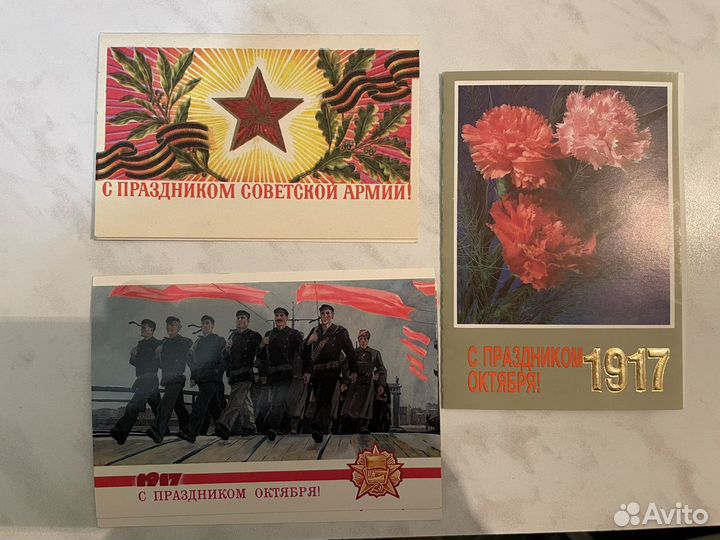 С ПРАЗДНИКОМ СОВЕТСКОЙ АРМИИ!
1917
С ПРАЗДНИКОМ ОКТЯБРЯ!
С ПРАЗДНИКОМ
ОКТЯБРЯ!
1917
Avito